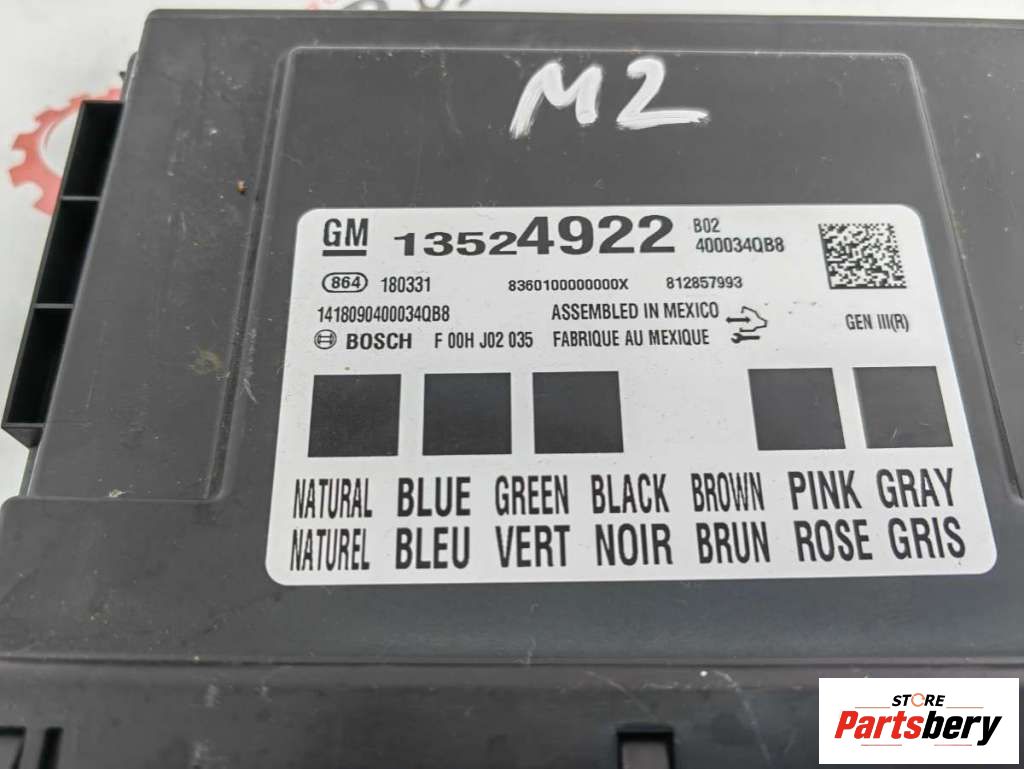 M2
GM 13524922 B02
400034QB8
864 180331 8360100000000X 812857993
1418090400034QB8 ASSEMBLED IN MEXICO
BOSCH F 00H J02 035 FABRIQUE AU MEXIQUE GEN III(R)
NATURAL BLUE GREEN BLACK BROWN PINK GRAY
NATUREL BLEU VERT NOIR BRUN ROSE GRIS
STORE
Partsbery